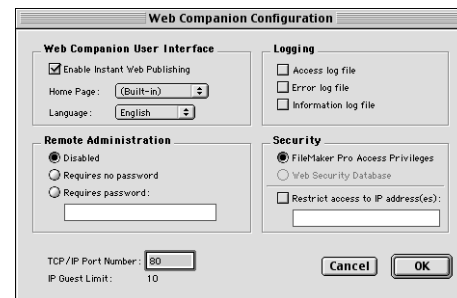 Web Companion Configuration
Web Companion User Interface
Enable Instant Web Publishing
Home Page: (Built-in)
Language: English
Logging
Access log file
Error log file
Information log file
Remote Administration
Disabled
Requires no password
Requires password:
Security
FileMaker Pro Access Privileges
Web Security Database
Restrict access to IP address(es):
TCP/IP Port Number: 80
IP Guest Limit: 10
Cancel
OK